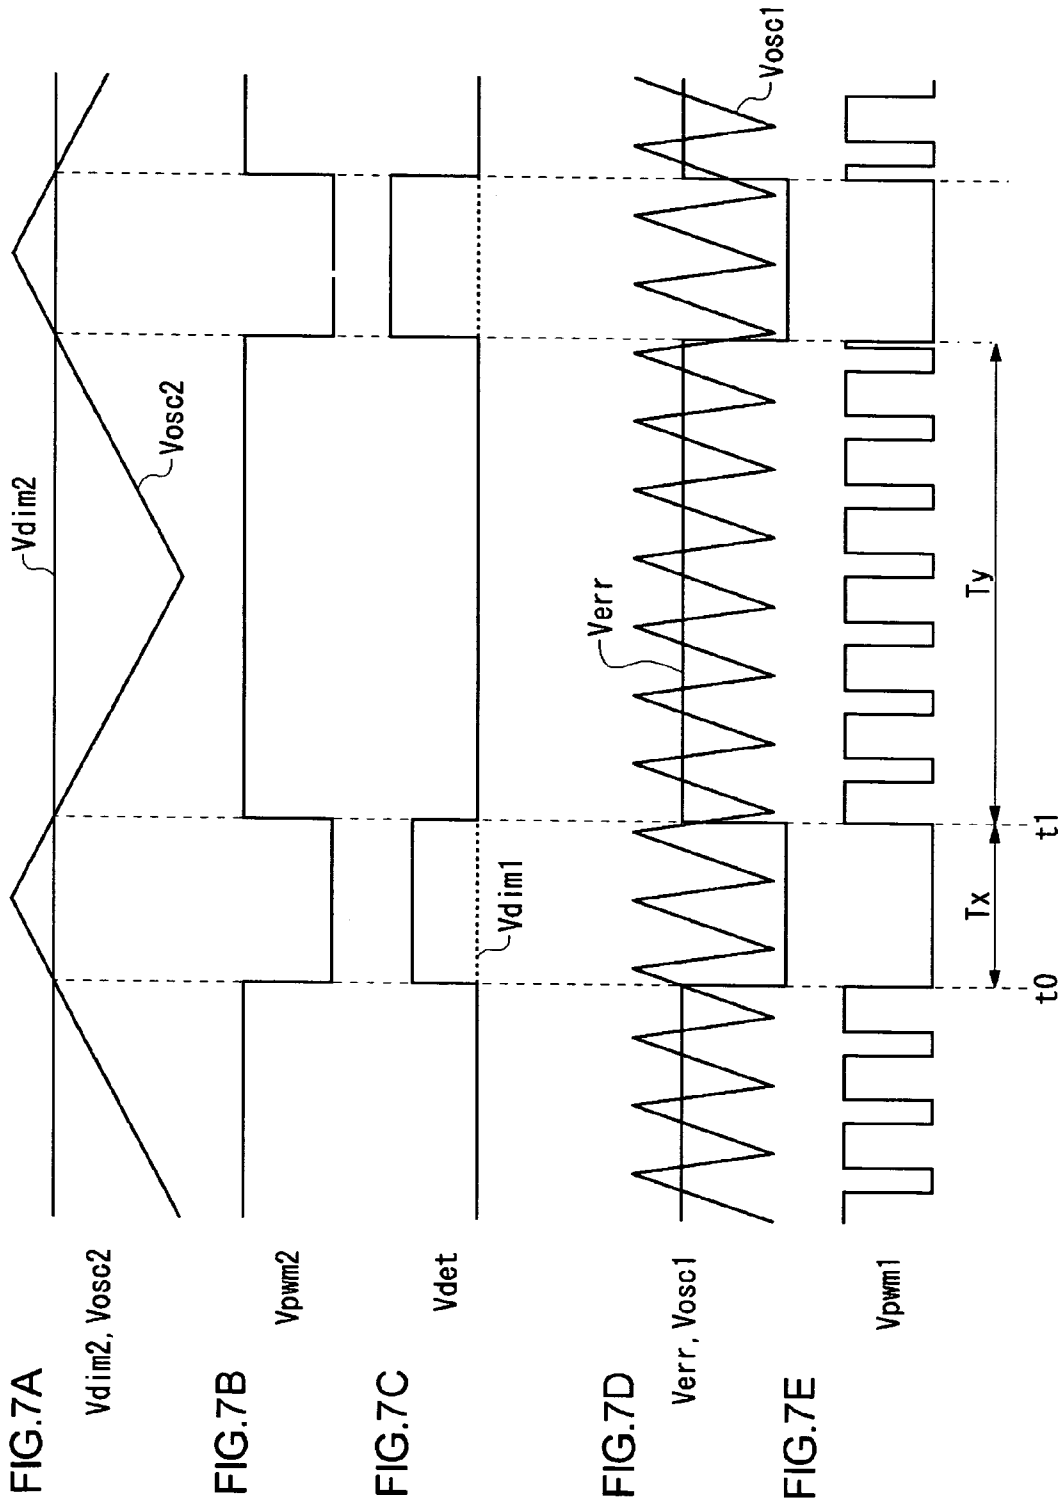 FIG.7A
Vdim2, Vosc2
Vdim2
Vosc2
FIG.7B
Vpwm2
FIG.7C
Vdet
Vdim1
FIG.7D
Verr, Vosc1
Verr
Vosc1
FIG.7E
Vpwm1
Tx
Ty
t0
t1